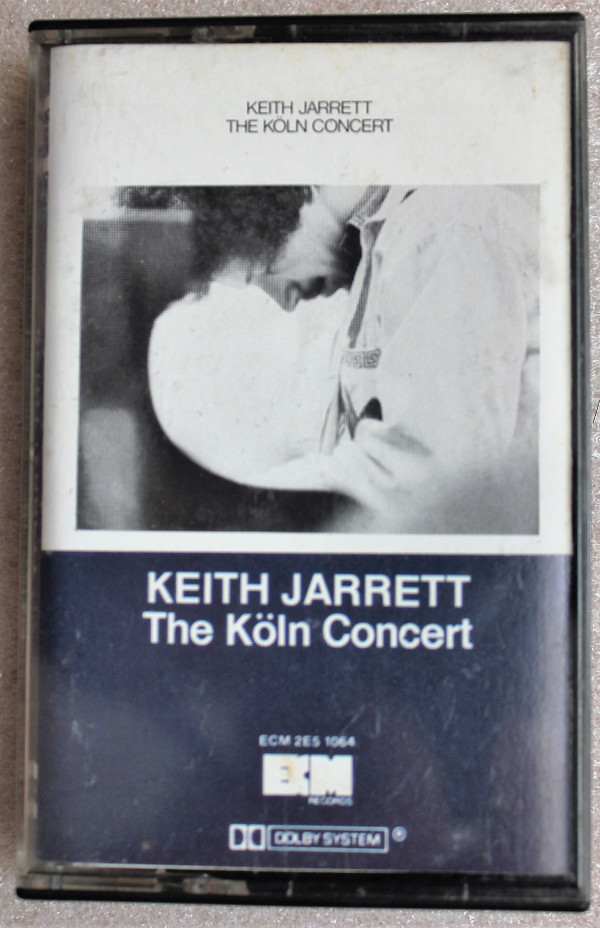 KEITH JARRETT
THE KÖLN CONCERT
KEITH JARRETT
The Köln Concert
ECM 2E5 1064
ECM
RECORDS
DOLBY SYSTEM ®